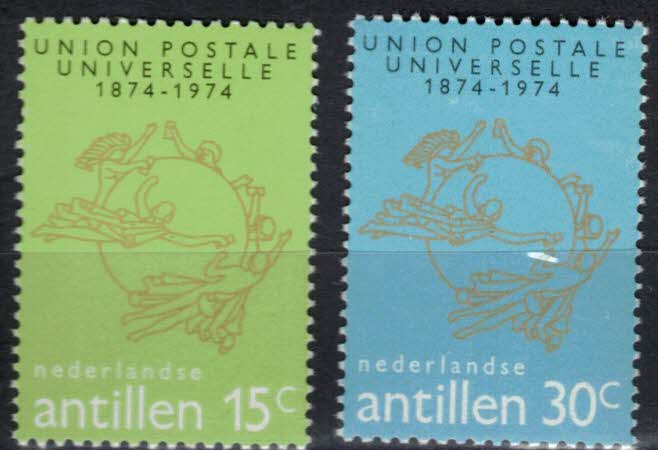 UNION POSTALE
UNIVERSELLE
1874-1974
nederlandse
antillen 15c
UNION POSTALE
UNIVERSELLE
1874-1974
nederlandse
antillen 30c